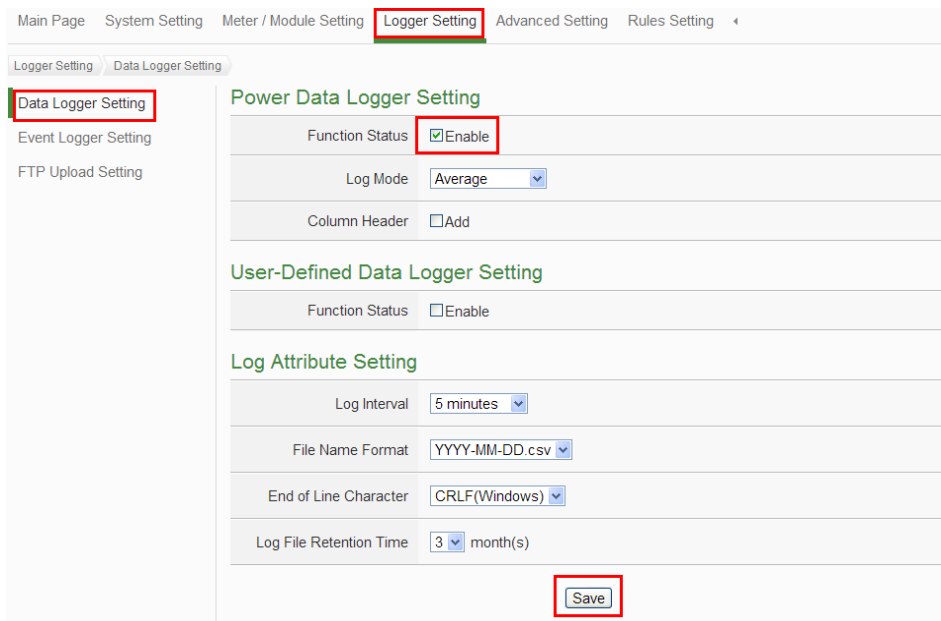 Main Page System Setting Meter / Module Setting Logger Setting Advanced Setting Rules Setting
Logger Setting Data Logger Setting
Data Logger Setting
Event Logger Setting
FTP Upload Setting
Power Data Logger Setting
Function Status Enable
Log Mode Average
Column Header Add
User-Defined Data Logger Setting
Function Status Enable
Log Attribute Setting
Log Interval 5 minutes
File Name Format YYYY-MM-DD.csv
End of Line Character CRLF(Windows)
Log File Retention Time 3 month(s)
Save